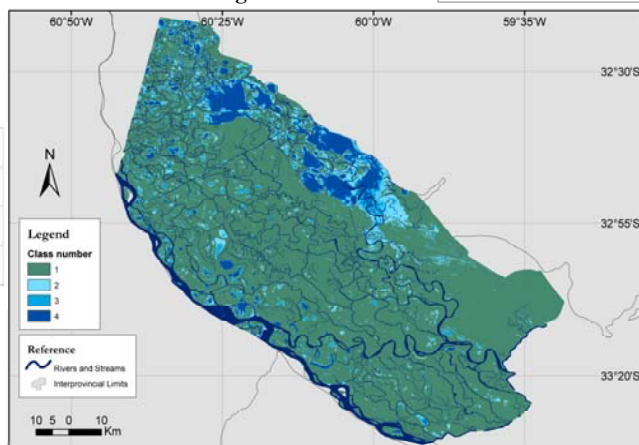 60°50'W 60°25'W 60°0'W 59°35'W
32°30'S
N
32°55'S
Legend
Class number
1
2
3
4
Reference
Rivers and Streams
Interprovincial Limits
33°20'S
10 5 0 10
Km